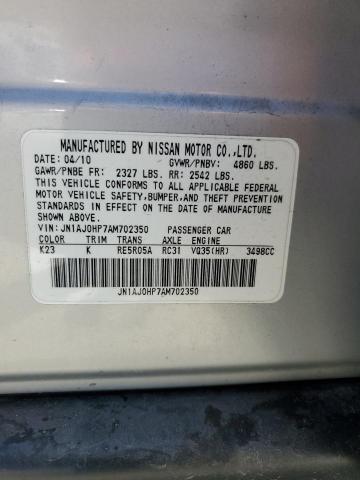 MANUFACTURED BY NISSAN MOTOR CO.,LTD.
DATE: 04/10 GVWR/PNBV: 4860 LBS.
GAWR/PNBE FR: 2327 LBS. RR: 2542 LBS.
THIS VEHICLE CONFORMS TO ALL APPLICABLE FEDERAL
MOTOR VEHICLE SAFETY,BUMPER,AND THEFT PREVENTION
STANDARDS IN EFFECT ON THE DATE OF MANUFACTURE
SHOWN ABOVE.
VIN: JN1AJ0HP7AM702350 PASSENGER CAR
COLOR TRIM TRANS AXLE ENGINE
K23 K RE5R05A RC31 VQ35(HR) 3498CC
JN1AJ0HP7AM702350